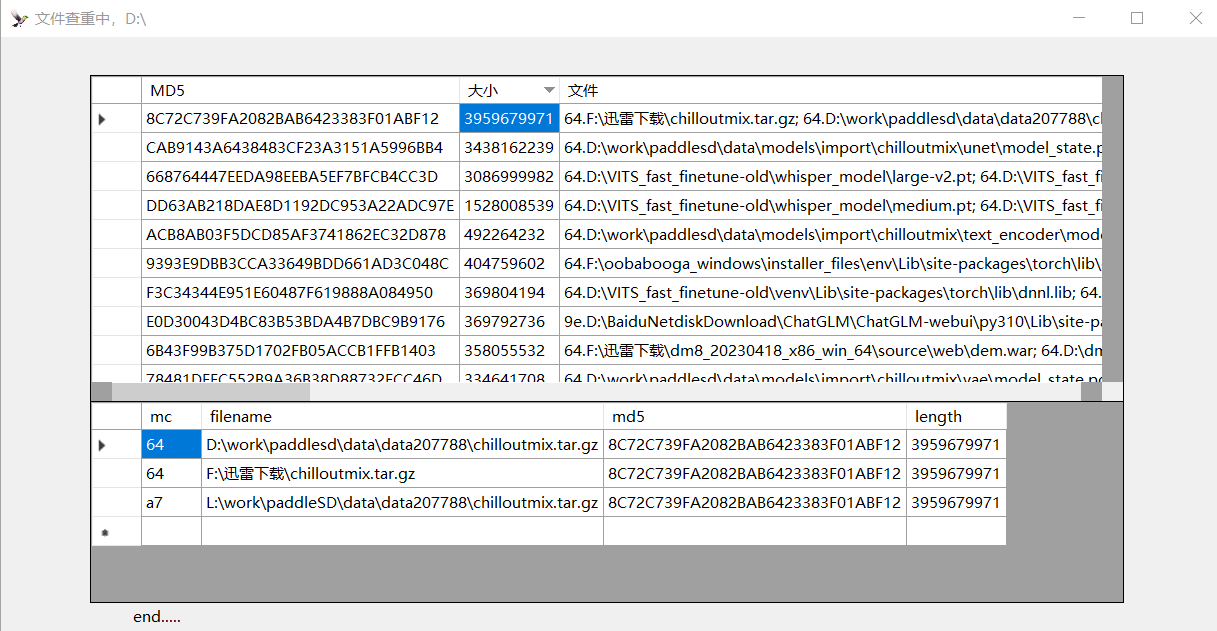 文件查重中，D:\
MD5 大小 文件
8C72C739FA2082BAB6423383F01ABF12 3959679971 64.F:\迅雷下载\chilloutmix.tar.gz; 64.D:\work\paddlesd\data\data207788\c
CAB9143A6438483CF23A3151A5996BB4 3438162239 64.D:\work\paddlesd\data\models\import\chilloutmix\unet\model_state.p
668764447EEDA98EEBA5EF7BFCB4CC3D 3086999982 64.D:\VITS_fast_finetune-old\whisper_model\large-v2.pt; 64.D:\VITS_fast_fi
DD63AB218DAE8D1192DC953A22ADC97E 1528008539 64.D:\VITS_fast_finetune-old\whisper_model\medium.pt; 64.D:\VITS_fast_fi
ACB8AB03F5DCD85AF3741862EC32D878 492264232 64.D:\work\paddlesd\data\models\import\chilloutmix\text_encoder\mod
9393E9DBB3CCA33649BDD661AD3C048C 404759602 64.F:\oobabooga_windows\installer_files\env\Lib\site-packages\torch\lib\
F3C34344E951E60487F619888A084950 369804194 64.D:\VITS_fast_finetune-old\venv\Lib\site-packages\torch\lib\dnnl.lib; 64.
E0D30043D4BC83B53BDA4B7DBC9B9176 369792736 9e.D:\BaiduNetdiskDownload\ChatGLM\ChatGLM-webui\py310\Lib\site-pa
6B43F99B375D1702FB05ACCB1FFB1403 358055532 64.F:\迅雷下载\dm8_20230418_x86_win_64\source\web\dem.war; 64.D:\dm
78481DFFC552B9A36B38D88732FCC46D 334641708 64.D:\work\paddlesd\data\models\import\chilloutmix\vae\model_state.pd
mc filename md5 length
64 D:\work\paddlesd\data\data207788\chilloutmix.tar.gz 8C72C739FA2082BAB6423383F01ABF12 3959679971
64 F:\迅雷下载\chilloutmix.tar.gz 8C72C739FA2082BAB6423383F01ABF12 3959679971
a7 L:\work\paddleSD\data\data207788\chilloutmix.tar.gz 8C72C739FA2082BAB6423383F01ABF12 3959679971
end.....